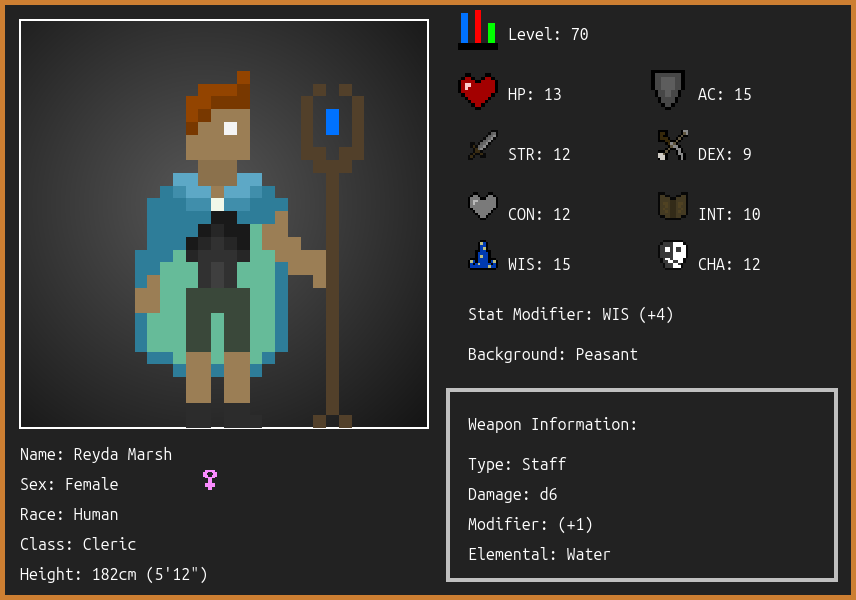 Level: 70
HP: 13
AC: 15
STR: 12
DEX: 9
CON: 12
INT: 10
WIS: 15
CHA: 12
Stat Modifier: WIS (+4)
Background: Peasant
Weapon Information:
Type: Staff
Damage: d6
Modifier: (+1)
Elemental: Water
Name: Reyda Marsh
Sex: Female
Race: Human
Class: Cleric
Height: 182cm (5'12")